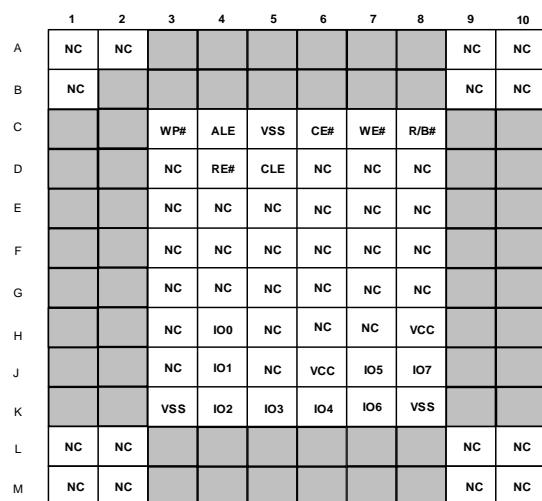 1 2 3 4 5 6 7 8 9 10
A NC NC NC NC
B NC NC NC
C WP# ALE VSS CE# WE# R/B#
D NC RE# CLE NC NC NC
E NC NC NC NC NC NC
F NC NC NC NC NC NC
G NC NC NC NC NC NC
H NC IO0 NC NC NC VCC
J NC IO1 NC VCC IO5 IO7
K VSS IO2 IO3 IO4 IO6 VSS
L NC NC NC NC
M NC NC NC NC